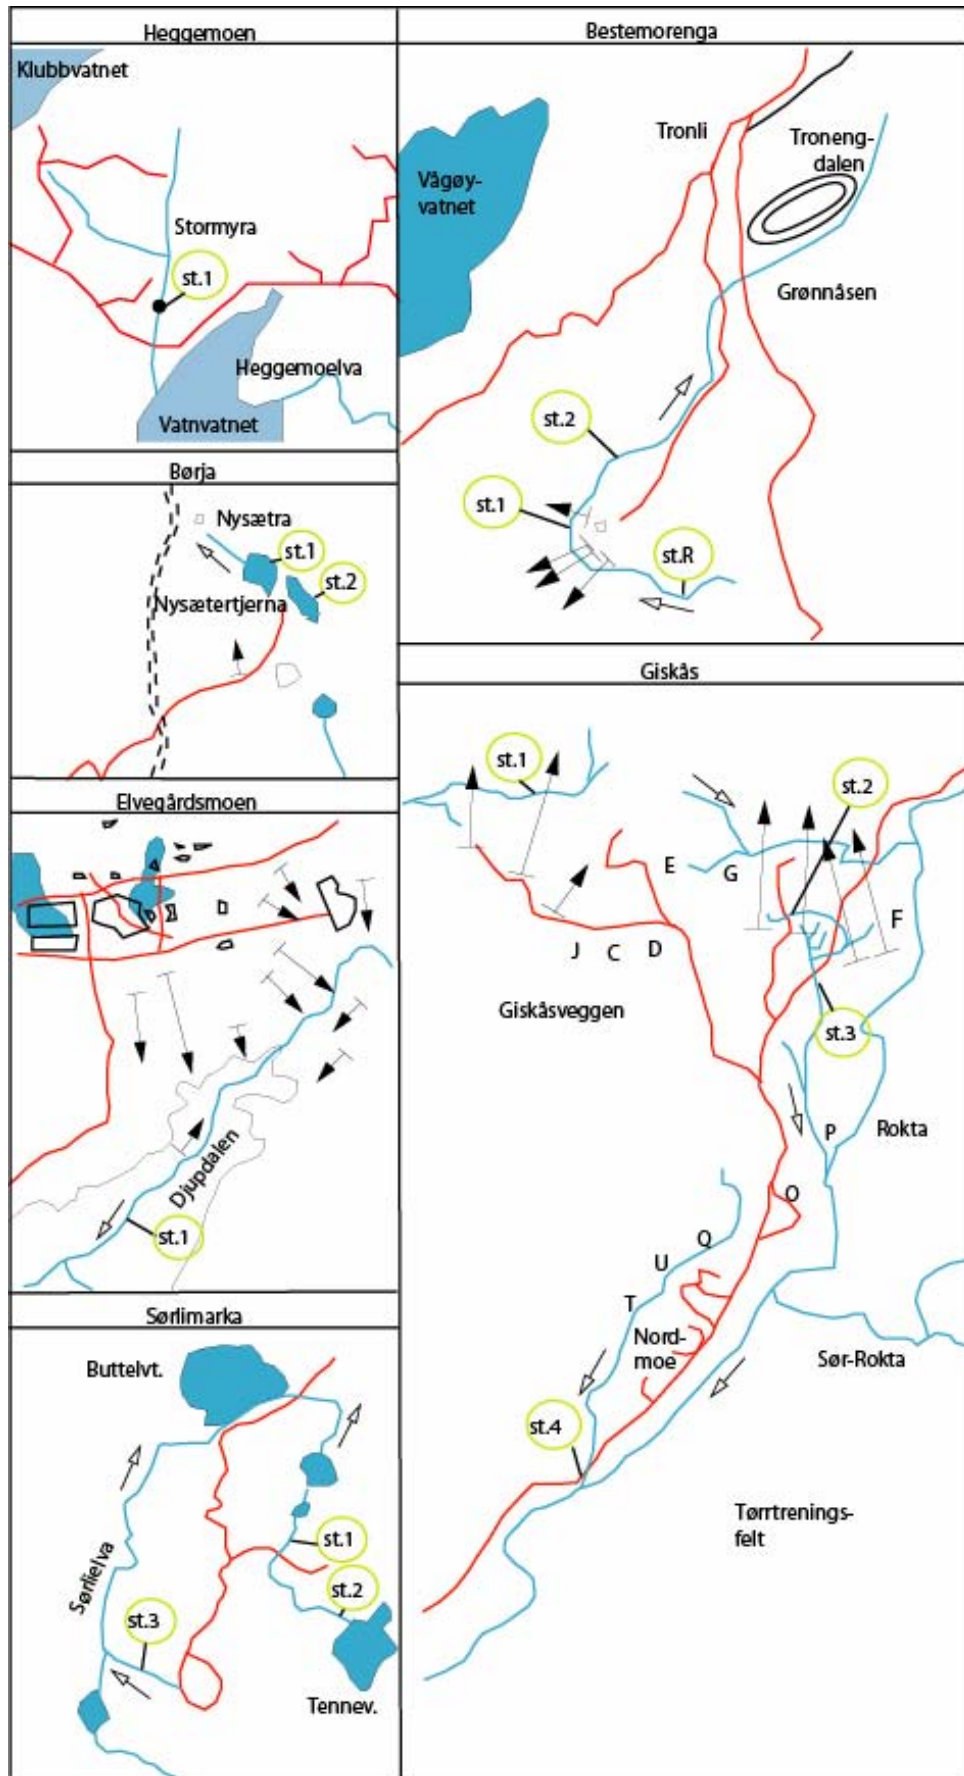 Heggemoen
Klubbvatnet
Stormyra
st.1
Heggemoelva
Vatnvatnet
Børja
Nysætra
st.1
st.2
Nysætertjerna
Elvegårdsmoen
Djupdalen
st.1
Sørlimarka
Buttelvt.
Sørlielva
st.1
st.2
st.3
Tennev.
Bestemorenga
Tronli
Troneng-
dalen
Vågøy-
vatnet
Grønnåsen
st.2
st.1
st.R
Giskås
st.1
st.2
E
G
F
J
C
D
Giskåsveggen
st.3
P
Rokta
O
Q
U
T
Nord-
moe
Sør-Rokta
st.4
Tørrtrenings-
felt